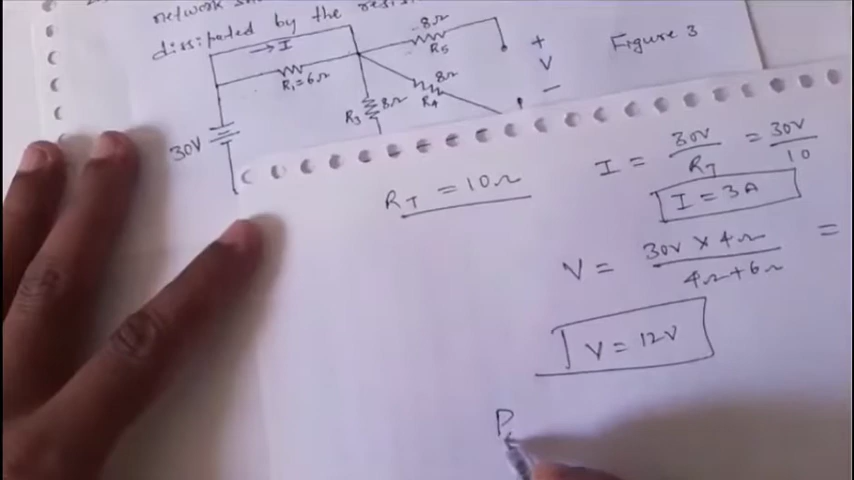 network
dissipated by the
→ I
8Ω
R5
Figure 3
+
V
−
R1=6Ω
8Ω
R4
R3
8Ω
30V
RT = 10Ω
I = 30V / RT = 30V / 10
I = 3A
V = 30V × 4Ω / 4Ω+6Ω =
V = 12V
P